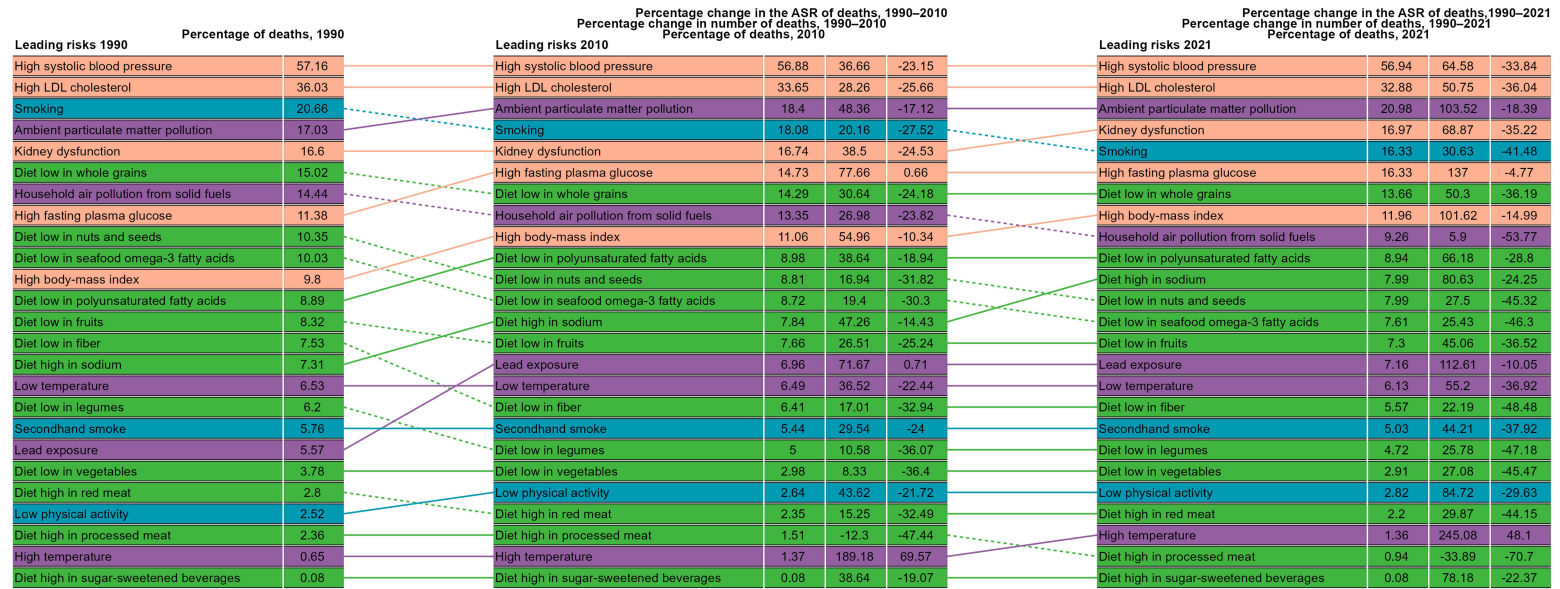 Percentage change in the ASR of deaths, 1990–2010 Percentage change in the ASR of deaths,1990–2021
Percentage change in number of deaths, 1990–2010 Percentage change in number of deaths, 1990–2021
Percentage of deaths, 1990 Percentage of deaths, 2010 Percentage of deaths, 2021
Leading risks 1990 Leading risks 2010 Leading risks 2021
High systolic blood pressure 57.16 High systolic blood pressure 56.88 36.66 -23.15 High systolic blood pressure 56.94 64.58 -33.84
High LDL cholesterol 36.03 High LDL cholesterol 33.65 28.26 -25.66 High LDL cholesterol 32.88 50.75 -36.04
Smoking 20.66 Ambient particulate matter pollution 18.4 48.36 -17.12 Ambient particulate matter pollution 20.98 103.52 -18.39
Ambient particulate matter pollution 17.03 Smoking 18.08 20.16 -27.52 Kidney dysfunction 16.97 68.87 -35.22
Kidney dysfunction 16.6 Kidney dysfunction 16.74 38.5 -24.53 Smoking 16.33 30.63 -41.48
Diet low in whole grains 15.02 High fasting plasma glucose 14.73 77.66 0.66 High fasting plasma glucose 16.33 137 -4.77
Household air pollution from solid fuels 14.44 Diet low in whole grains 14.29 30.64 -24.18 Diet low in whole grains 13.66 50.3 -36.19
High fasting plasma glucose 11.38 Household air pollution from solid fuels 13.35 26.98 -23.82 High body-mass index 11.96 101.62 -14.99
Diet low in nuts and seeds 10.35 High body-mass index 11.06 54.96 -10.34 Household air pollution from solid fuels 9.26 5.9 -53.77
Diet low in seafood omega-3 fatty acids 10.03 Diet low in polyunsaturated fatty acids 8.98 38.64 -18.94 Diet low in polyunsaturated fatty acids 8.94 66.18 -28.8
High body-mass index 9.8 Diet low in nuts and seeds 8.81 16.94 -31.82 Diet high in sodium 7.99 80.63 -24.25
Diet low in polyunsaturated fatty acids 8.89 Diet low in seafood omega-3 fatty acids 8.72 19.4 -30.3 Diet low in nuts and seeds 7.99 27.5 -45.32
Diet low in fruits 8.32 Diet high in sodium 7.84 47.26 -14.43 Diet low in seafood omega-3 fatty acids 7.61 25.43 -46.3
Diet low in fiber 7.53 Diet low in fruits 7.66 26.51 -25.24 Diet low in fruits 7.3 45.06 -36.52
Diet high in sodium 7.31 Lead exposure 6.96 71.67 0.71 Lead exposure 7.16 112.61 -10.05
Low temperature 6.53 Low temperature 6.49 36.52 -22.44 Low temperature 6.13 55.2 -36.92
Diet low in legumes 6.2 Diet low in fiber 6.41 17.01 -32.94 Diet low in fiber 5.57 22.19 -48.48
Secondhand smoke 5.76 Secondhand smoke 5.44 29.54 -24 Secondhand smoke 5.03 44.21 -37.92
Lead exposure 5.57 Diet low in legumes 5 10.58 -36.07 Diet low in legumes 4.72 25.78 -47.18
Diet low in vegetables 3.78 Diet low in vegetables 2.98 8.33 -36.4 Diet low in vegetables 2.91 27.08 -45.47
Diet high in red meat 2.8 Low physical activity 2.64 43.62 -21.72 Low physical activity 2.82 84.72 -29.63
Low physical activity 2.52 Diet high in red meat 2.35 15.25 -32.49 Diet high in red meat 2.2 29.87 -44.15
Diet high in processed meat 2.36 Diet high in processed meat 1.51 -12.3 -47.44 High temperature 1.36 245.08 48.1
High temperature 0.65 High temperature 1.37 189.18 69.57 Diet high in processed meat 0.94 -33.89 -70.7
Diet high in sugar-sweetened beverages 0.08 Diet high in sugar-sweetened beverages 0.08 38.64 -19.07 Diet high in sugar-sweetened beverages 0.08 78.18 -22.37